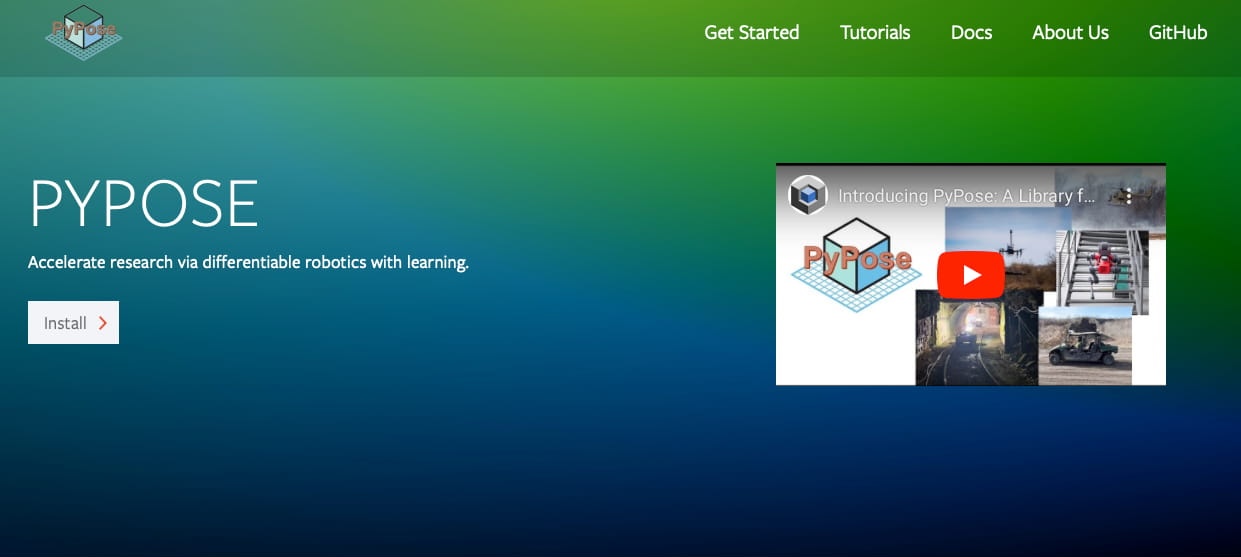 PyPose
Get Started
Tutorials
Docs
About Us
GitHub
PYPOSE
Accelerate research via differentiable robotics with learning.
Install
Introducing PyPose: A Library f...
PyPose